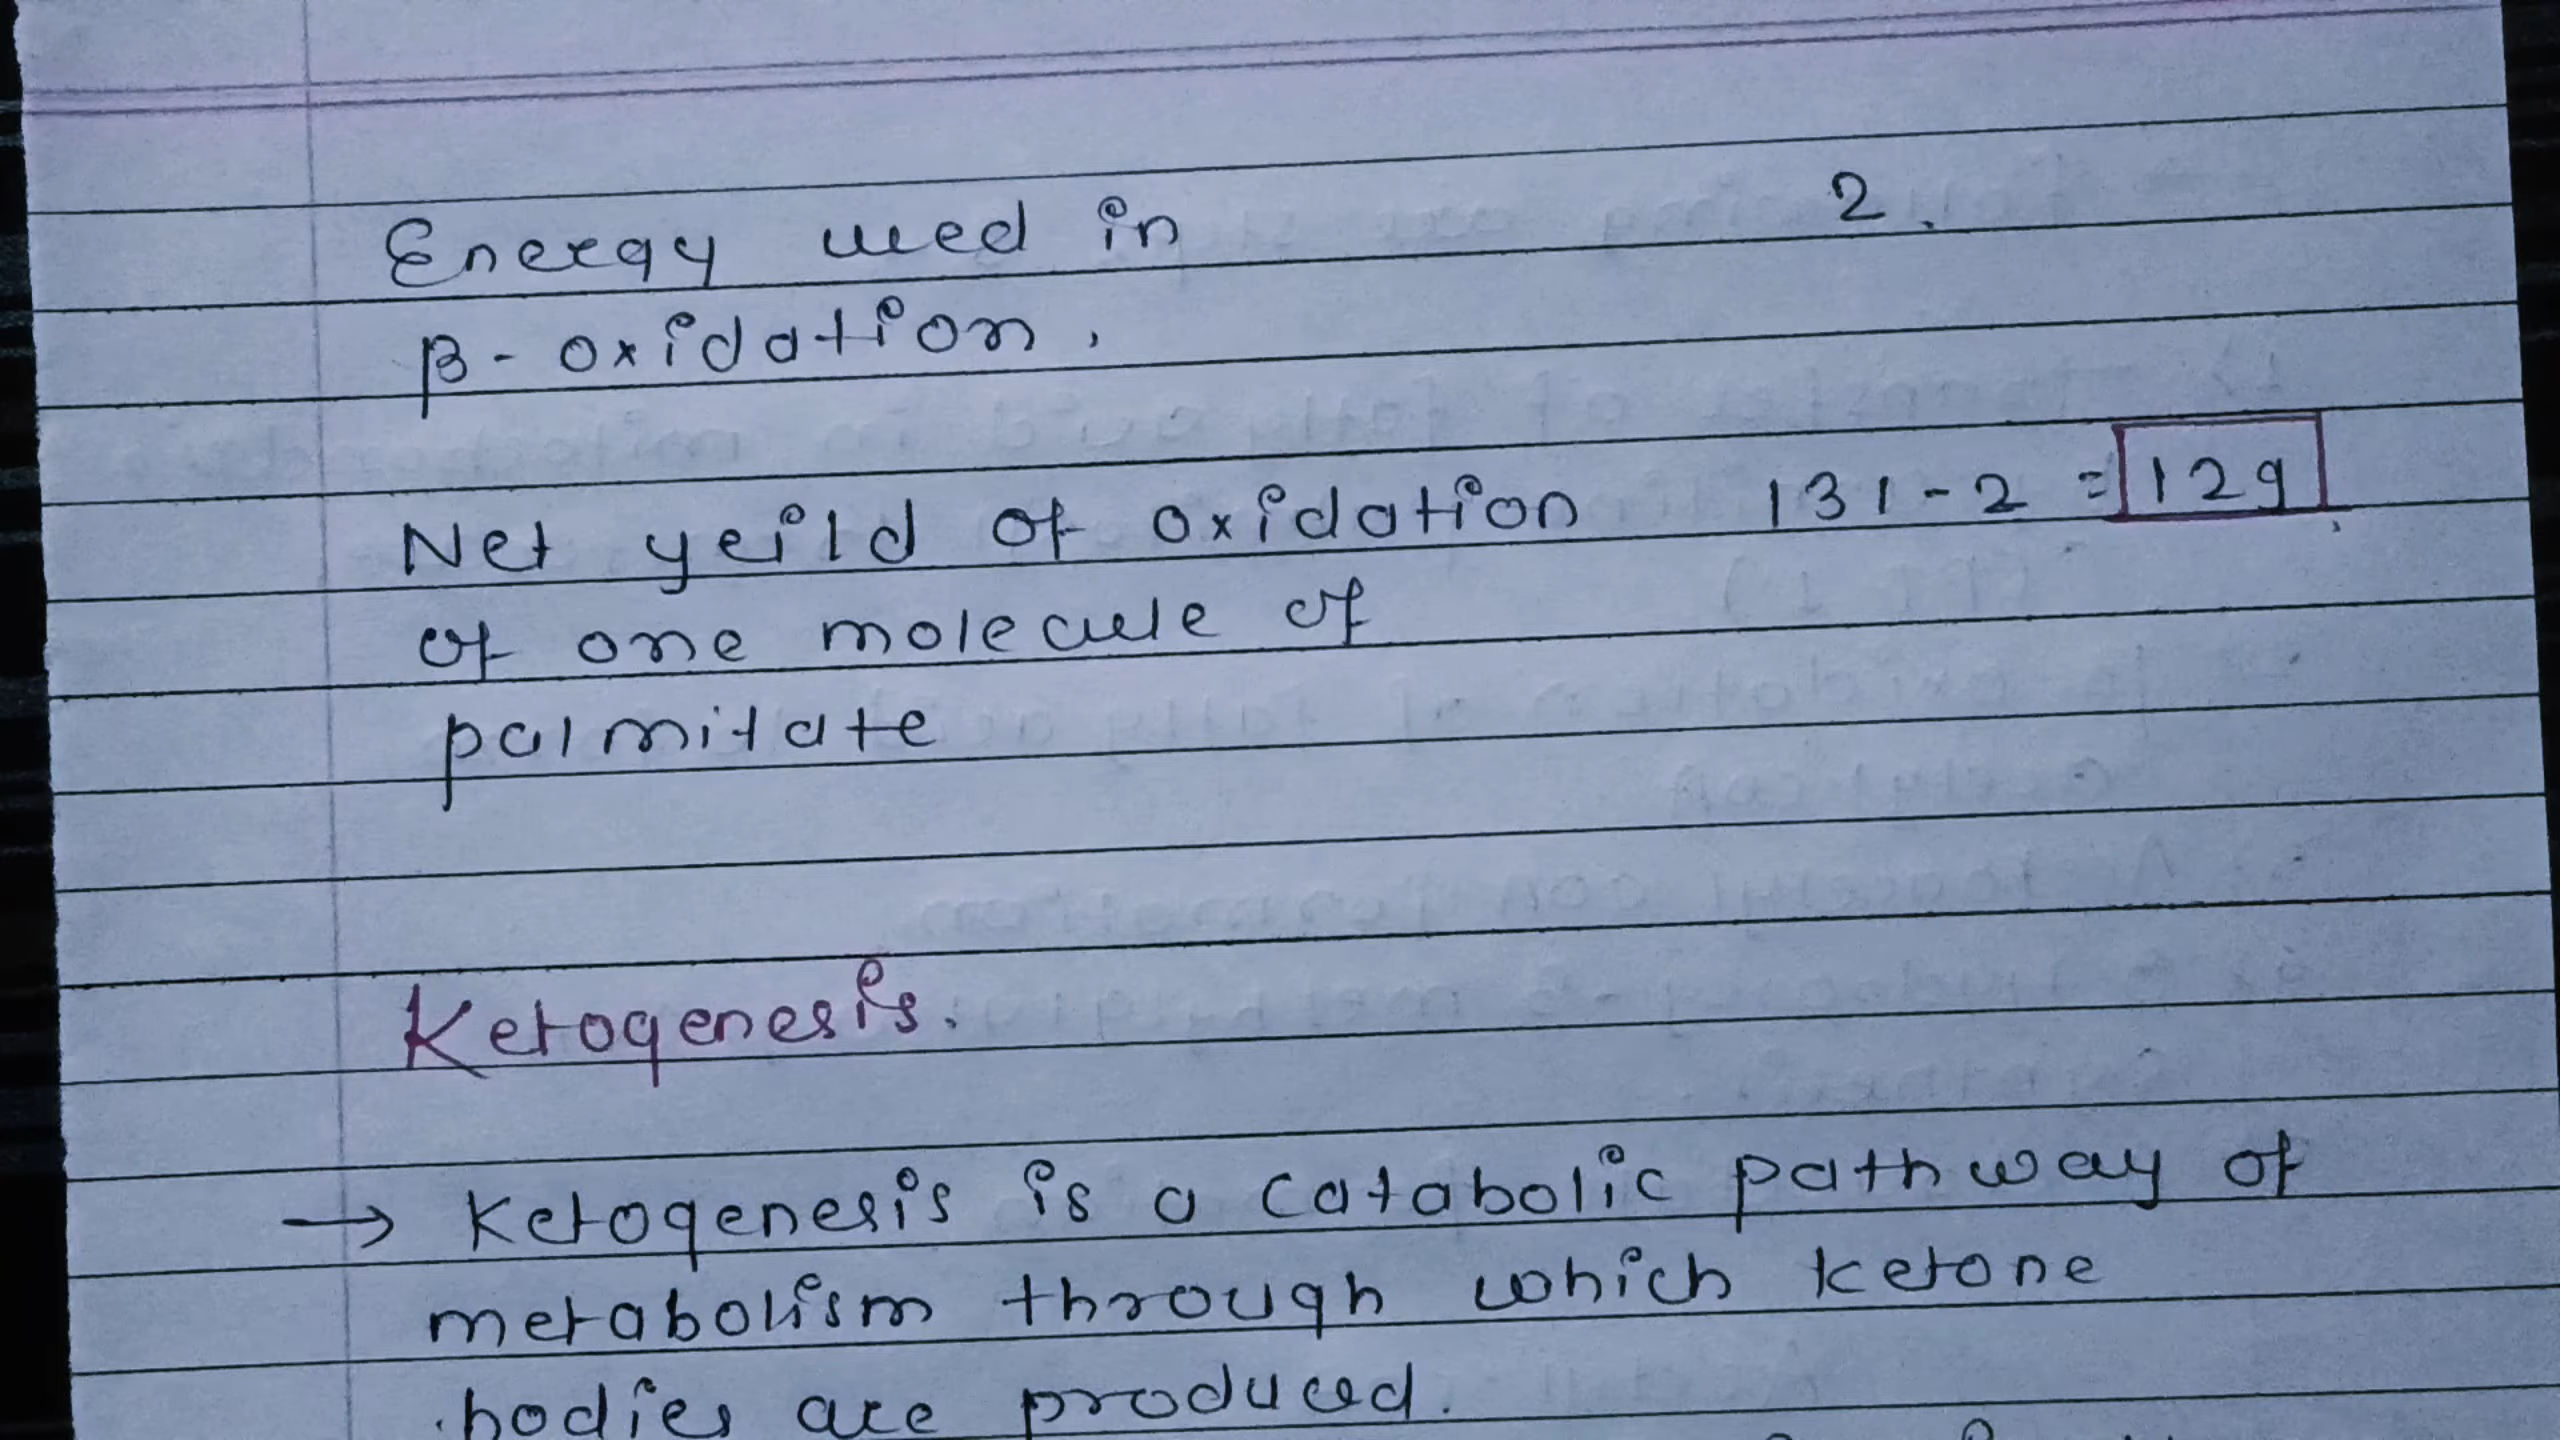 Energy used in 2.
β-oxidation.
Net yeild of oxidation 131-2 = 129.
of one molecule of
palmitate
Ketogenesis.
→ Ketogenesis is a catabolic pathway of
metabolism through which ketone
bodies are produced.